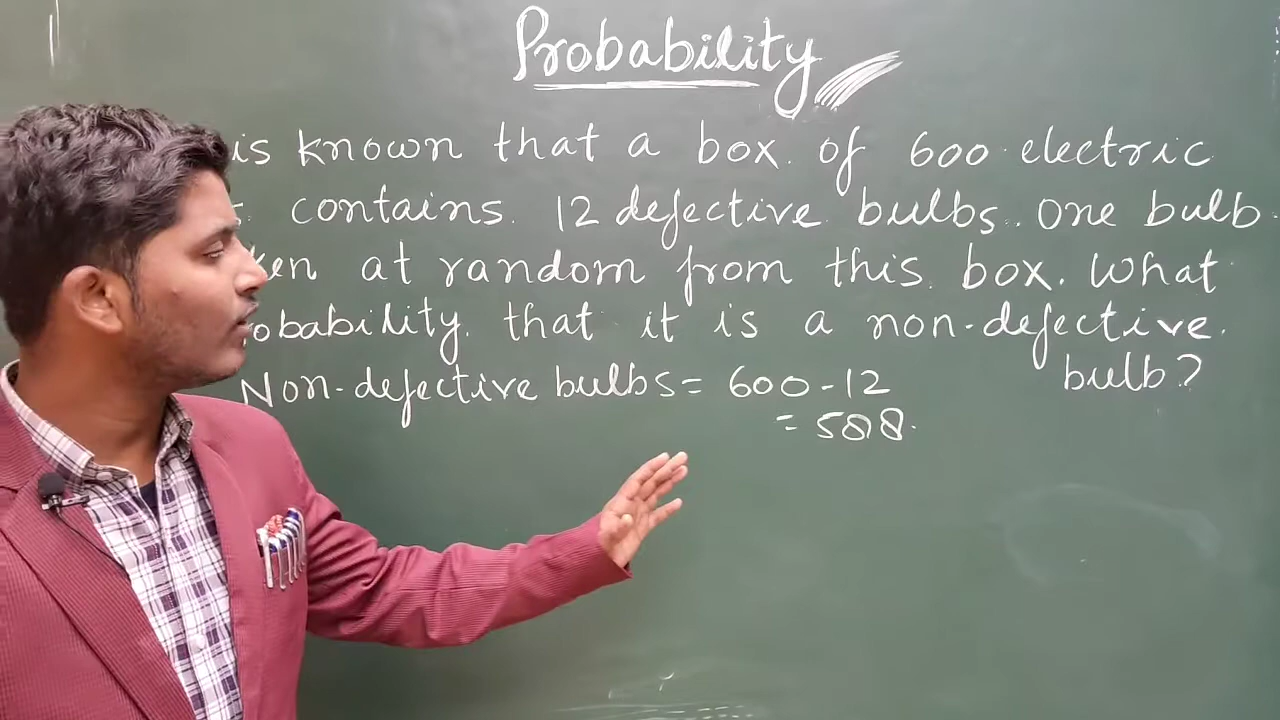 Probability
is known that a box. of 600 electric
contains. 12 defective bulbs.. One bulb
ken at random from this. box. What
robability. that it is a non-defective.
bulb?
Non-defective bulbs = 600 - 12
= 588.